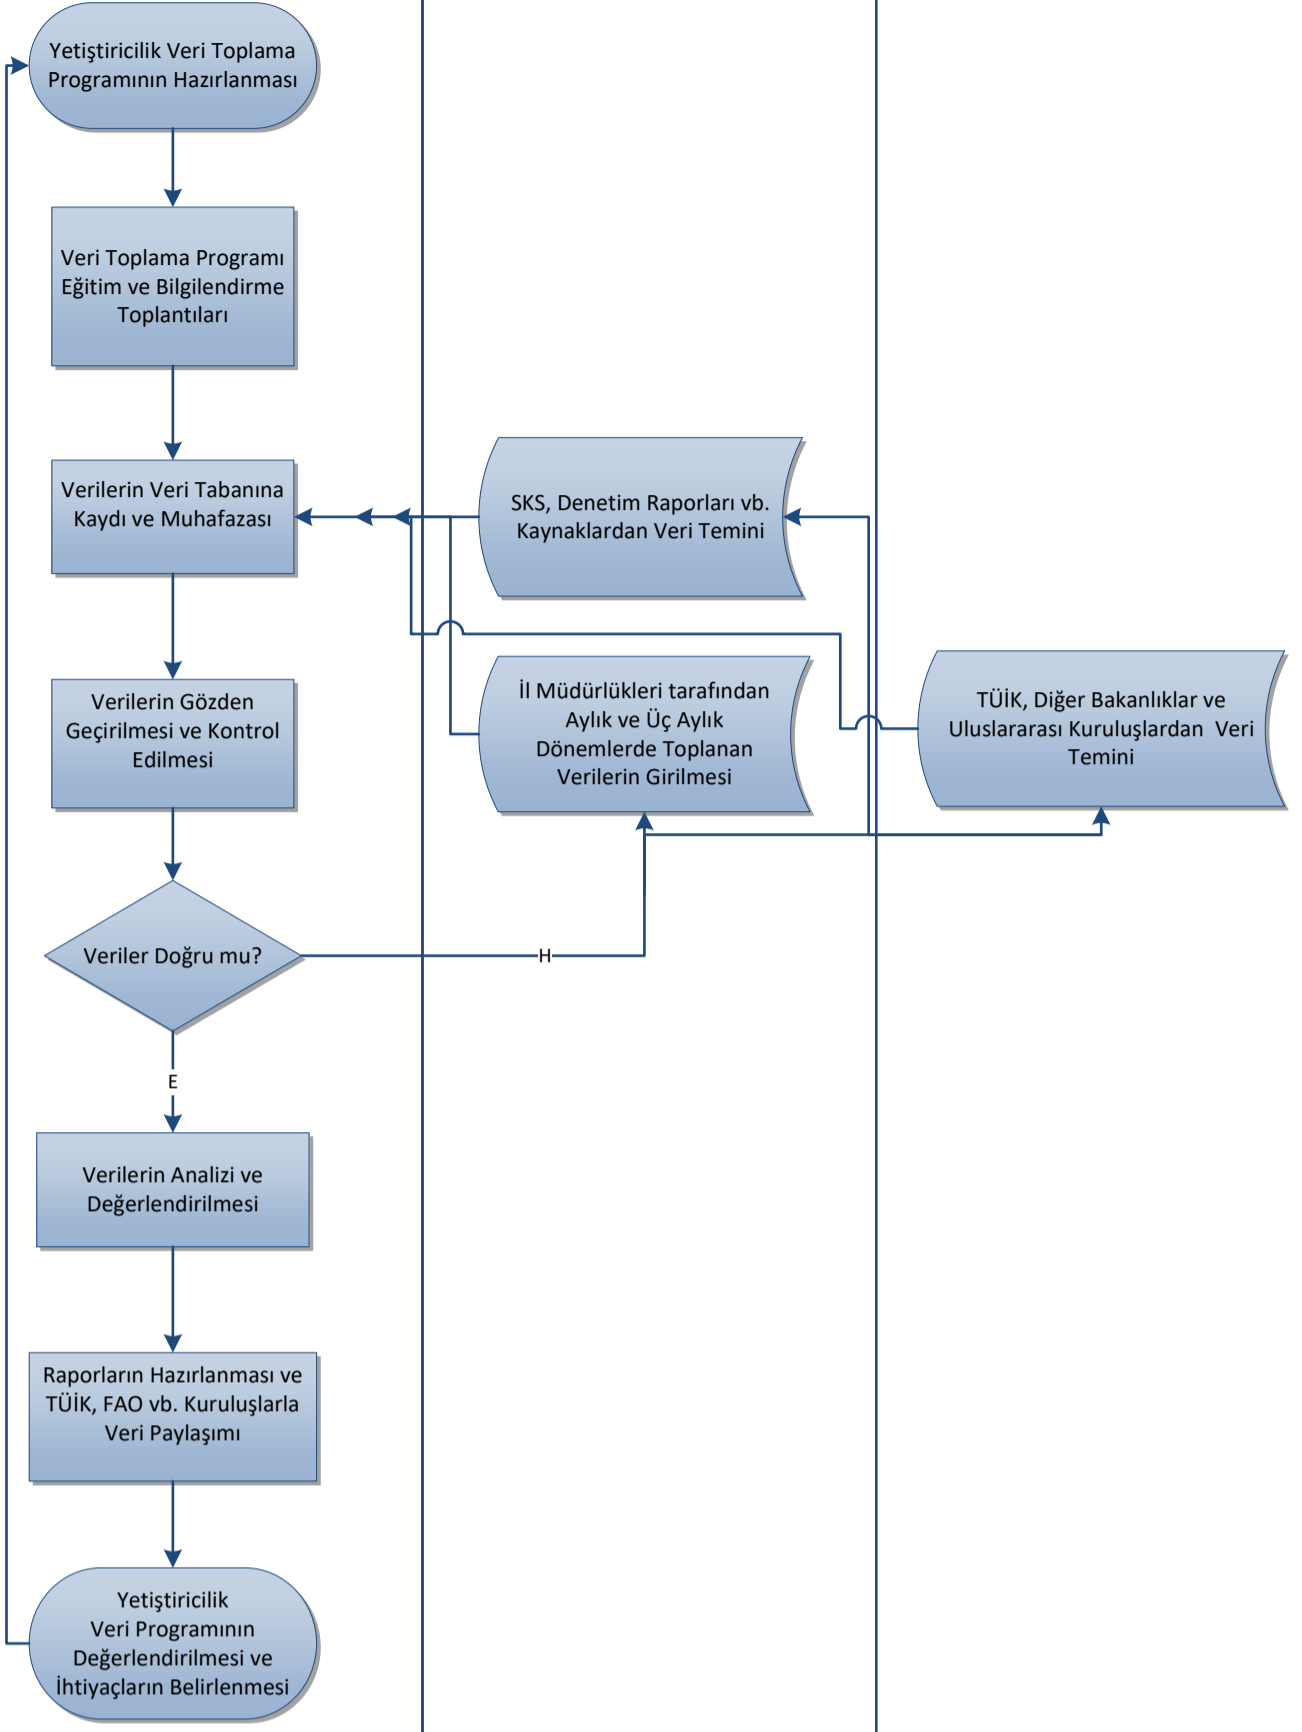 Yetiştiricilik Veri Toplama
Programının Hazırlanması
Veri Toplama Programı
Eğitim ve Bilgilendirme
Toplantıları
Verilerin Veri Tabanına
Kaydı ve Muhafazası
SKS, Denetim Raporları vb.
Kaynaklardan Veri Temini
Verilerin Gözden
Geçirilmesi ve Kontrol
Edilmesi
İl Müdürlükleri tarafından
Aylık ve Üç Aylık
Dönemlerde Toplanan
Verilerin Girilmesi
TÜİK, Diğer Bakanlıklar ve
Uluslararası Kuruluşlardan Veri
Temini
Veriler Doğru mu?
H
E
Verilerin Analizi ve
Değerlendirilmesi
Raporların Hazırlanması ve
TÜİK, FAO vb. Kuruluşlarla
Veri Paylaşımı
Yetiştiricilik
Veri Programının
Değerlendirilmesi ve
İhtiyaçların Belirlenmesi